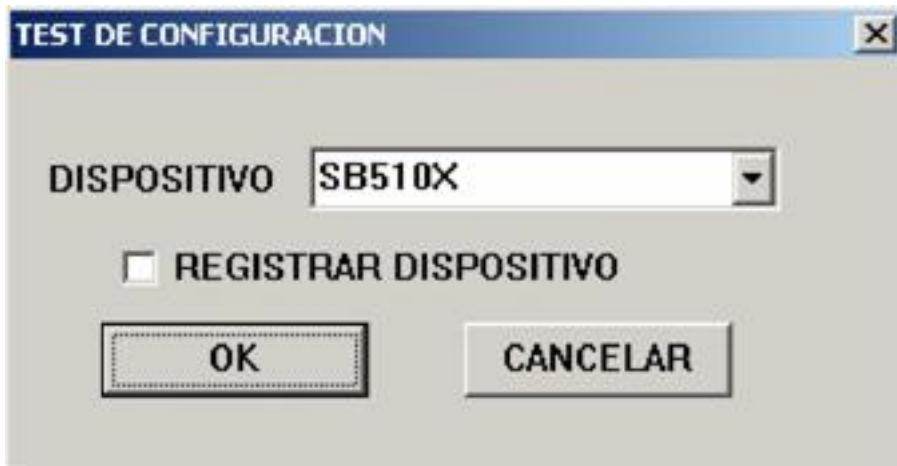 TEST DE CONFIGURACION
DISPOSITIVO SB510X
REGISTRAR DISPOSITIVO
OK CANCELAR